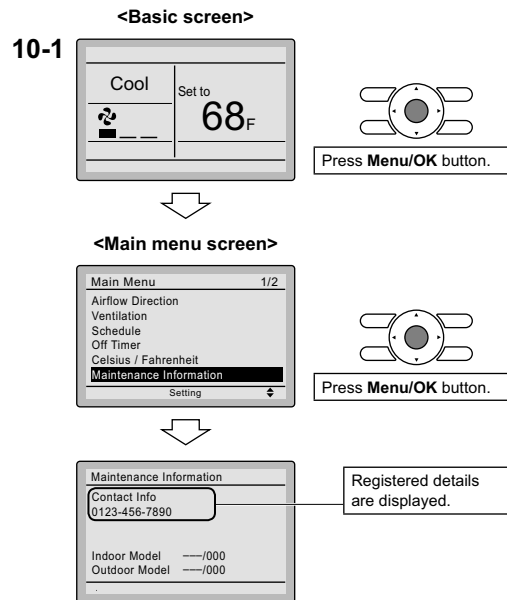 <Basic screen>
10-1
Cool
Set to
68F
Press Menu/OK button.
<Main menu screen>
Main Menu 1/2
Airflow Direction
Ventilation
Schedule
Off Timer
Celsius / Fahrenheit
Maintenance Information
Setting
Press Menu/OK button.
Maintenance Information
Contact Info
0123-456-7890
Registered details
are displayed.
Indoor Model –––/000
Outdoor Model –––/000